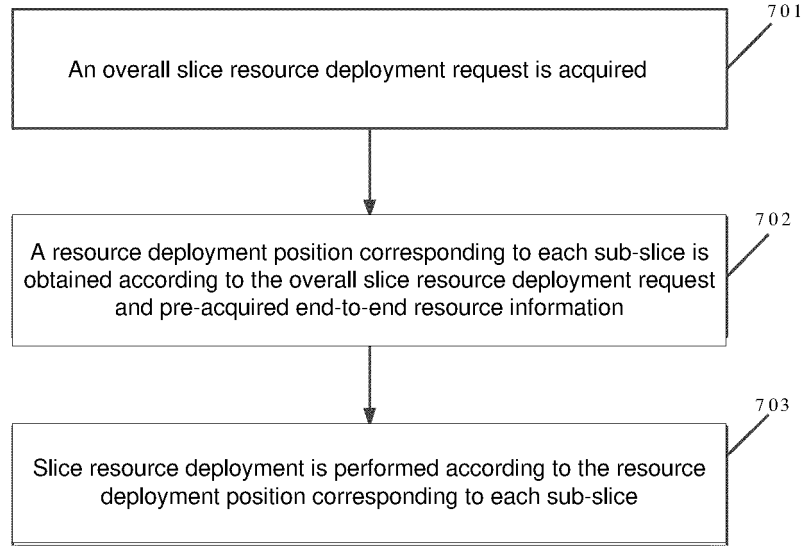 701
An overall slice resource deployment request is acquired
702
A resource deployment position corresponding to each sub-slice is
obtained according to the overall slice resource deployment request
and pre-acquired end-to-end resource information
703
Slice resource deployment is performed according to the resource
deployment position corresponding to each sub-slice